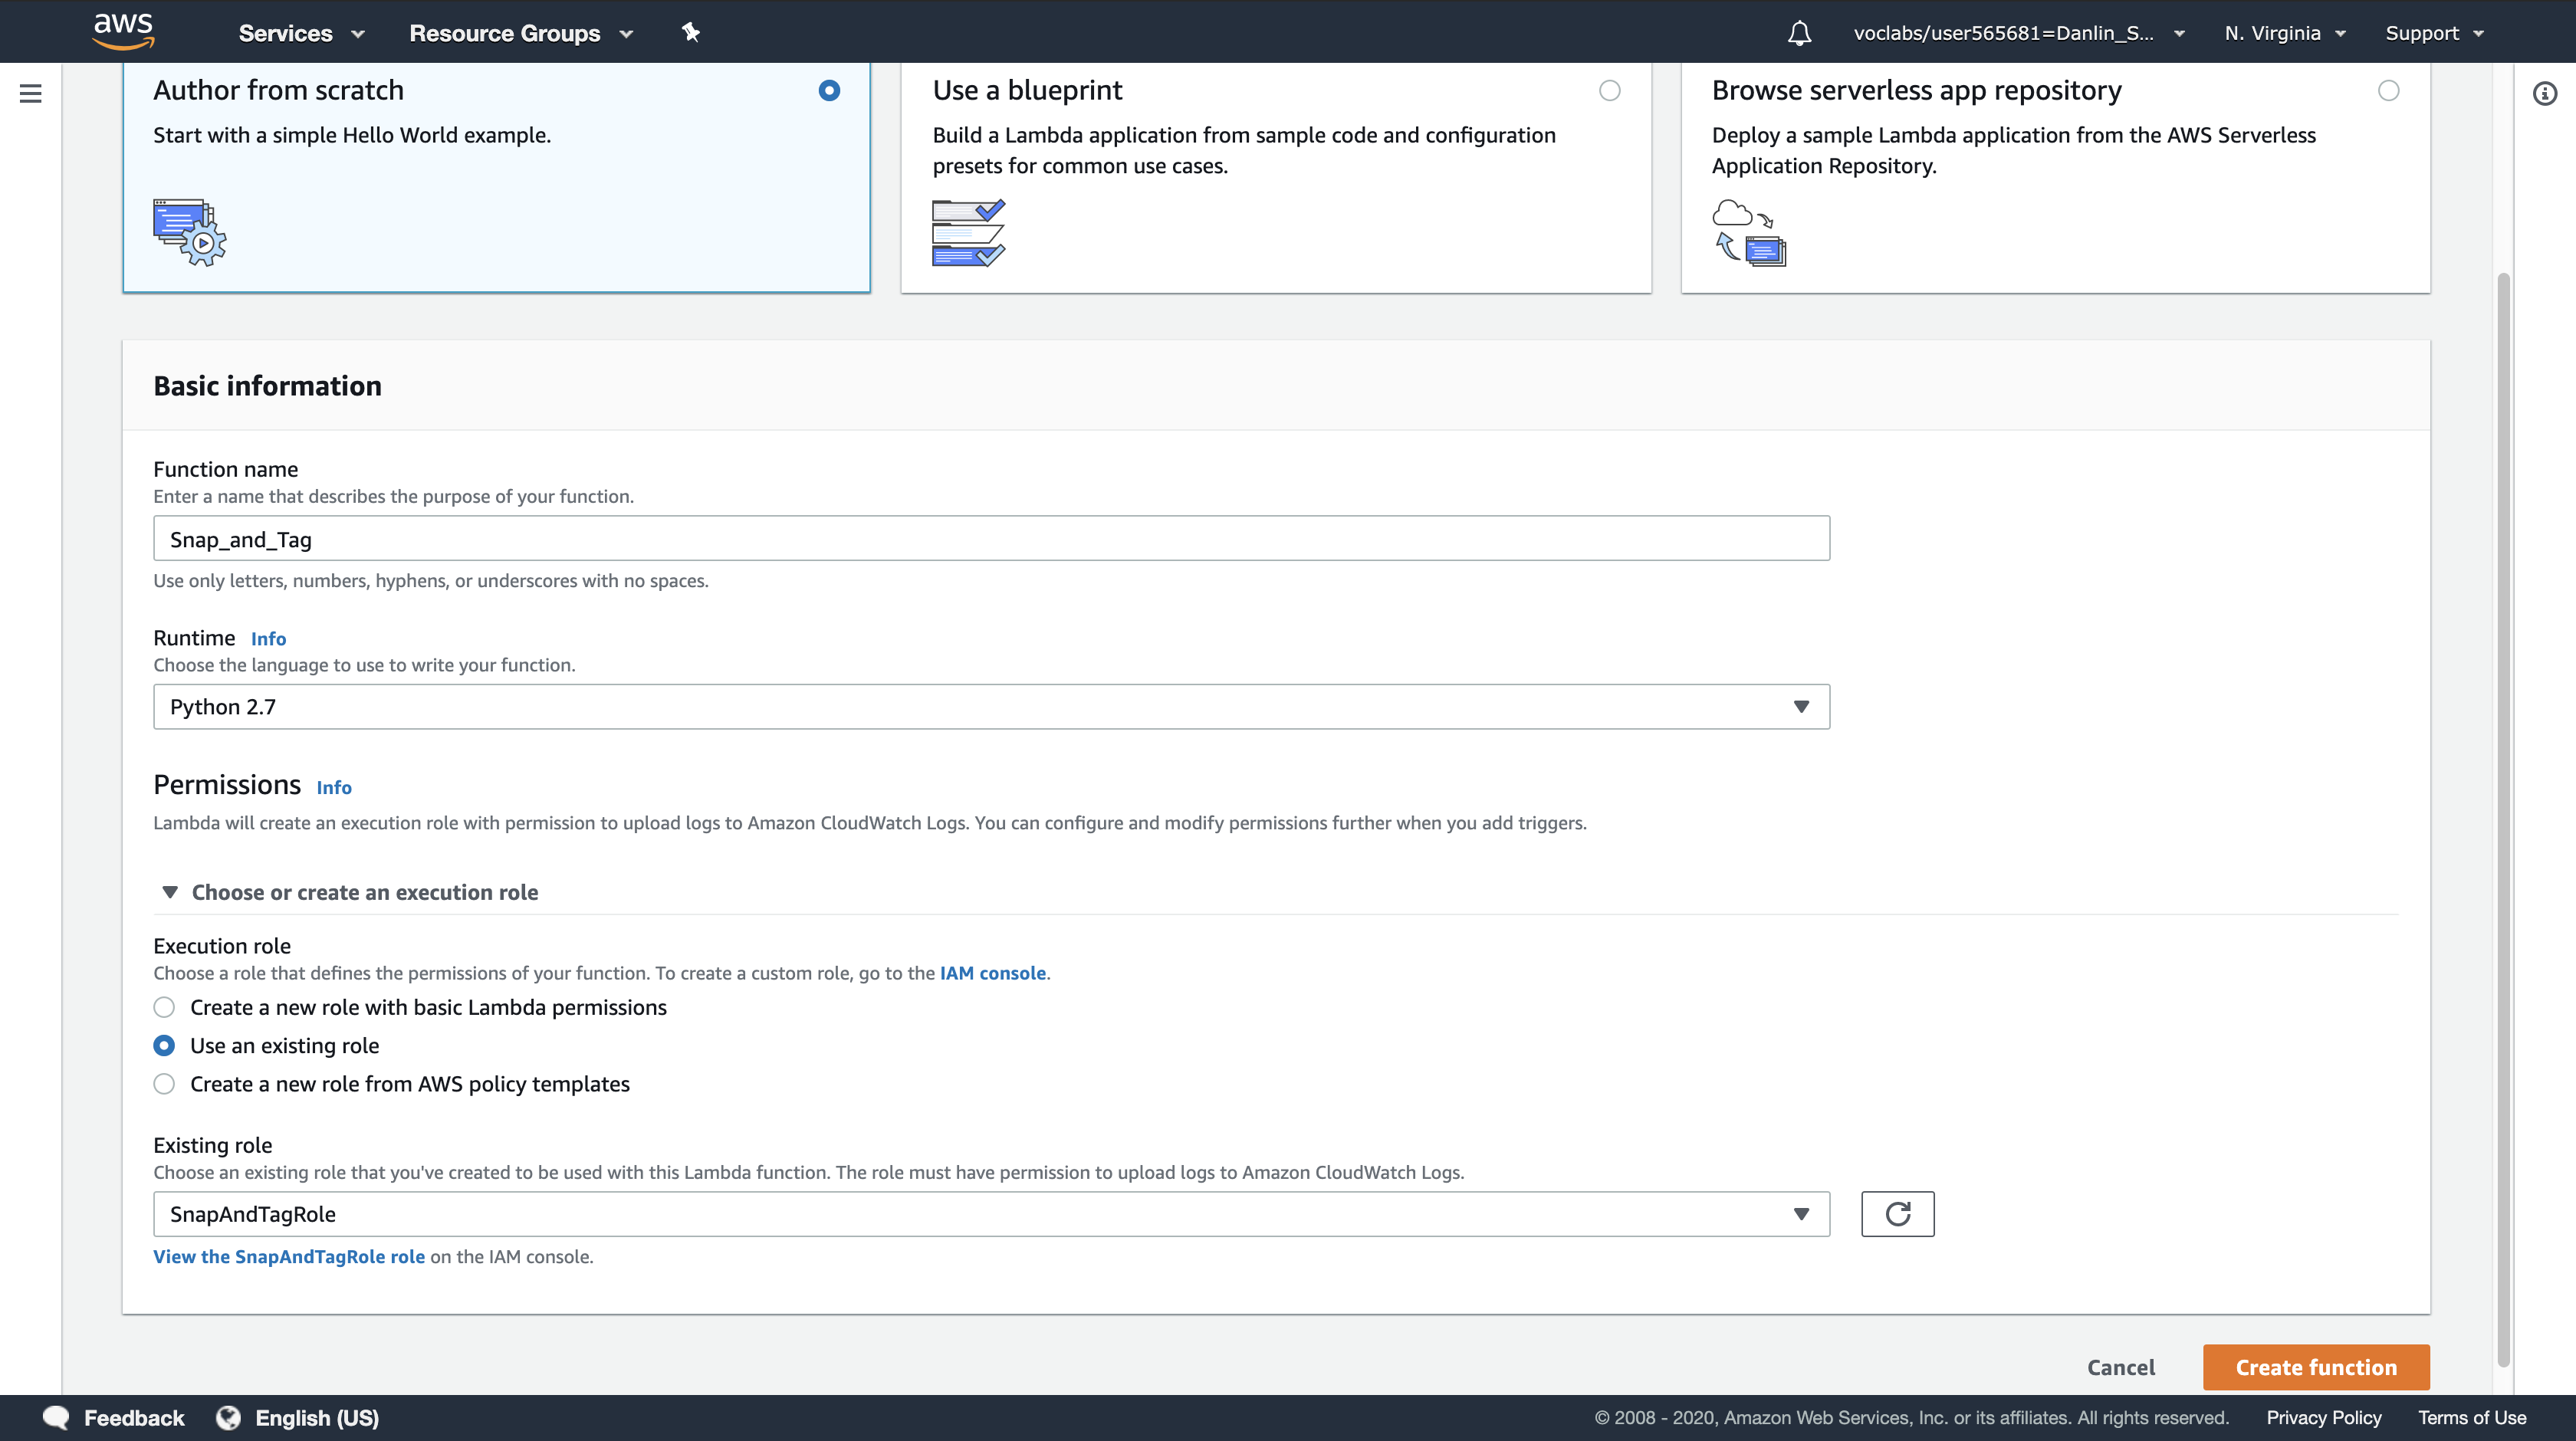 aws
Services
Resource Groups
voclabs/user565681=Danlin_S...
N. Virginia
Support
Author from scratch
Start with a simple Hello World example.
Use a blueprint
Build a Lambda application from sample code and configuration
presets for common use cases.
Browse serverless app repository
Deploy a sample Lambda application from the AWS Serverless
Application Repository.
Basic information
Function name
Enter a name that describes the purpose of your function.
Snap_and_Tag
Use only letters, numbers, hyphens, or underscores with no spaces.
Runtime Info
Choose the language to use to write your function.
Python 2.7
Permissions Info
Lambda will create an execution role with permission to upload logs to Amazon CloudWatch Logs. You can configure and modify permissions further when you add triggers.
Choose or create an execution role
Execution role
Choose a role that defines the permissions of your function. To create a custom role, go to the IAM console.
Create a new role with basic Lambda permissions
Use an existing role
Create a new role from AWS policy templates
Existing role
Choose an existing role that you've created to be used with this Lambda function. The role must have permission to upload logs to Amazon CloudWatch Logs.
SnapAndTagRole
View the SnapAndTagRole role on the IAM console.
Cancel
Create function
Feedback
English (US)
© 2008 - 2020, Amazon Web Services, Inc. or its affiliates. All rights reserved.
Privacy Policy
Terms of Use